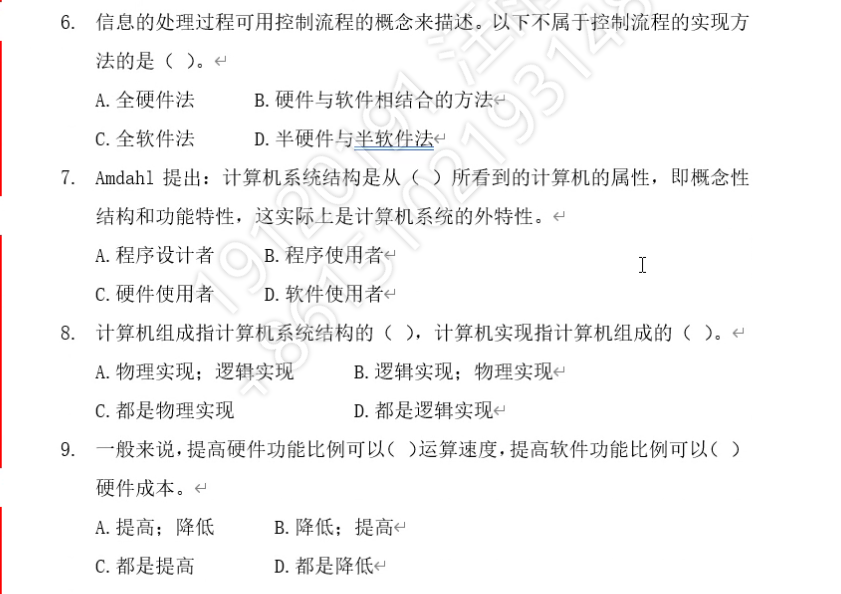 6. 信息的处理过程可用控制流程的概念来描述。以下不属于控制流程的实现方
法的是（ ）。
A. 全硬件法 B. 硬件与软件相结合的方法
C. 全软件法 D. 半硬件与半软件法
7. Amdahl 提出：计算机系统结构是从（ ）所看到的计算机的属性，即概念性
结构和功能特性，这实际上是计算机系统的外特性。
A. 程序设计者 B. 程序使用者
C. 硬件使用者 D. 软件使用者
8. 计算机组成指计算机系统结构的（ ），计算机实现指计算机组成的（ ）。
A. 物理实现；逻辑实现 B. 逻辑实现；物理实现
C. 都是物理实现 D. 都是逻辑实现
9. 一般来说,提高硬件功能比例可以( )运算速度,提高软件功能比例可以( )
硬件成本。
A. 提高；降低 B. 降低；提高
C. 都是提高 D. 都是降低